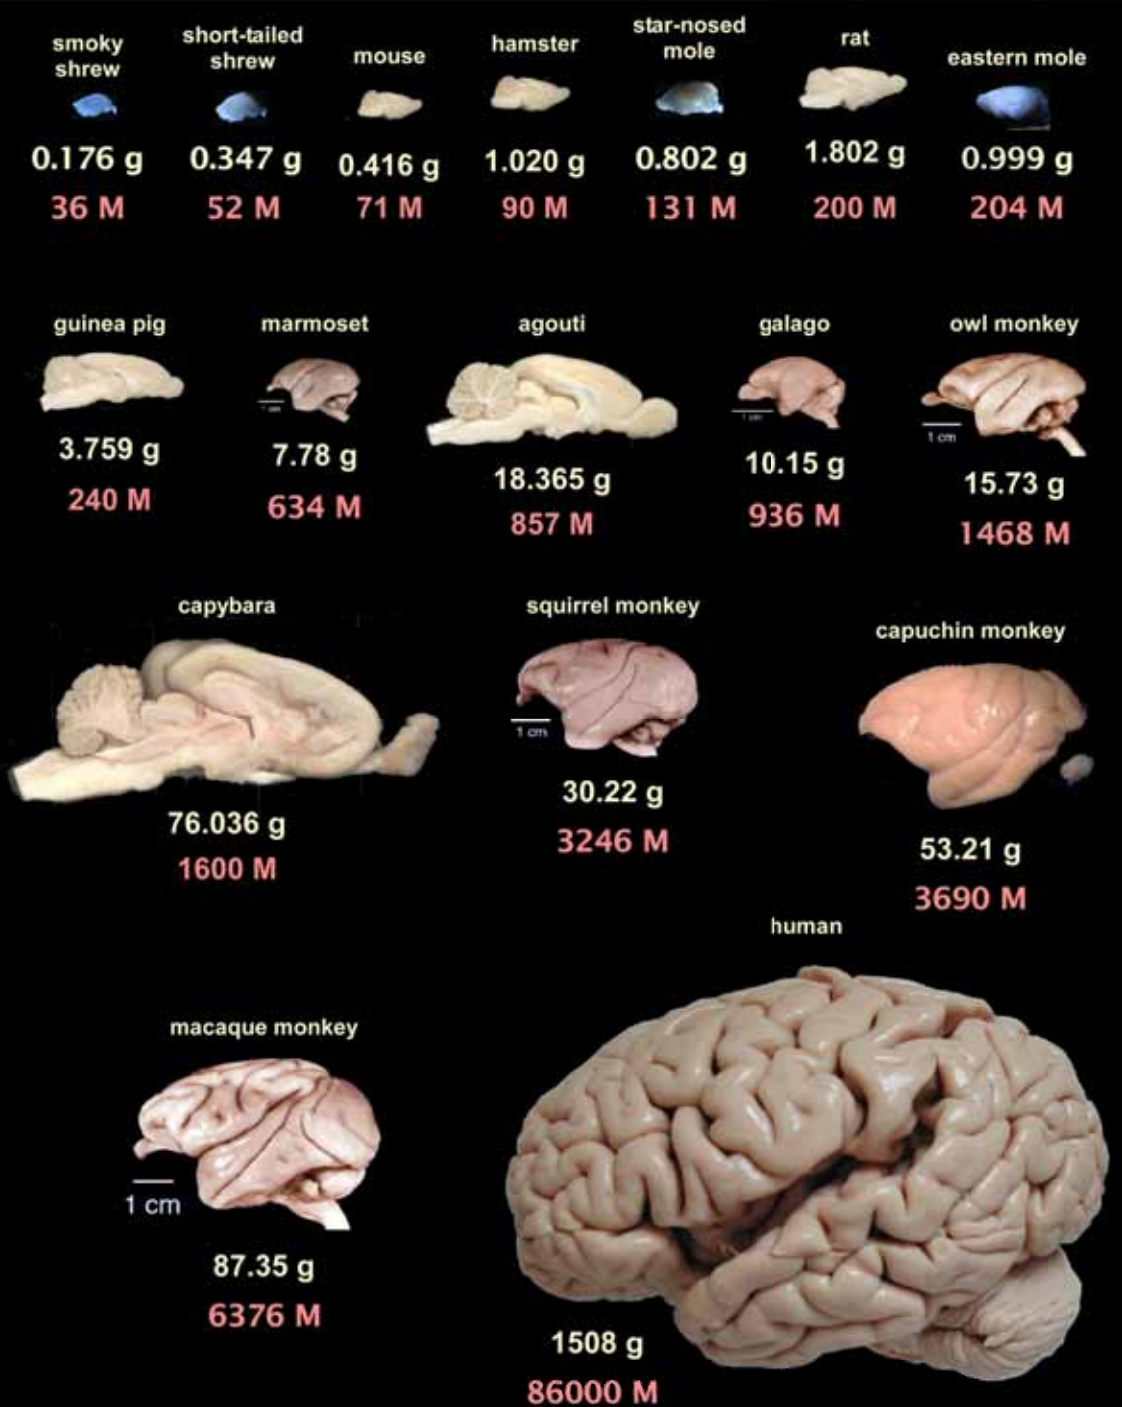 smoky
shrew
0.176 g
36 M
short-tailed
shrew
0.347 g
52 M
mouse
0.416 g
71 M
hamster
1.020 g
90 M
star-nosed
mole
0.802 g
131 M
rat
1.802 g
200 M
eastern mole
0.999 g
204 M
guinea pig
3.759 g
240 M
marmoset
1 cm
7.78 g
634 M
agouti
18.365 g
857 M
galago
1 cm
10.15 g
936 M
owl monkey
1 cm
15.73 g
1468 M
capybara
76.036 g
1600 M
squirrel monkey
1 cm
30.22 g
3246 M
capuchin monkey
53.21 g
3690 M
macaque monkey
1 cm
87.35 g
6376 M
human
1508 g
86000 M